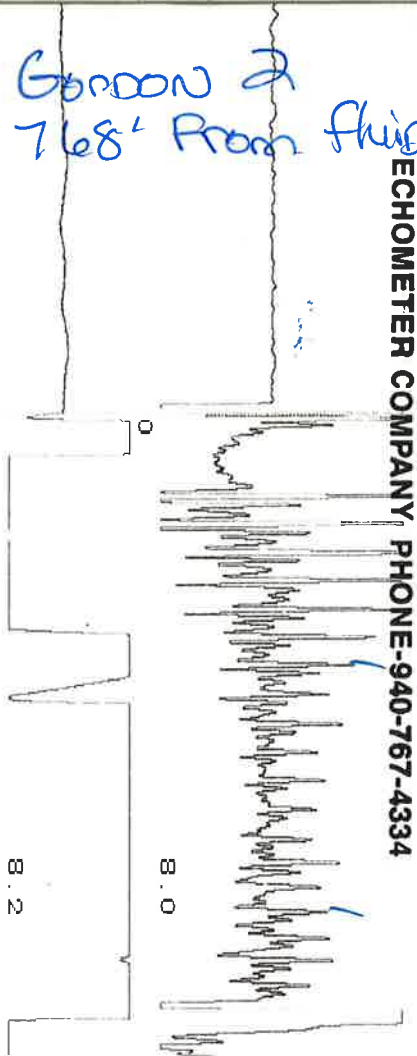 GORDON 2
768' From fluid
ECHOMETER COMPANY PHONE-940-767-4334
0
8.0
8.2